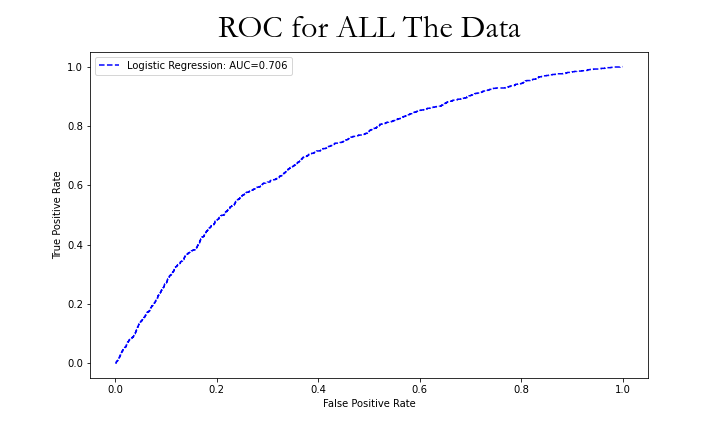 ROC for ALL The Data
Logistic Regression: AUC=0.706
1.0
0.8
0.6
0.4
0.2
0.0
True Positive Rate
0.0 0.2 0.4 0.6 0.8 1.0
False Positive Rate